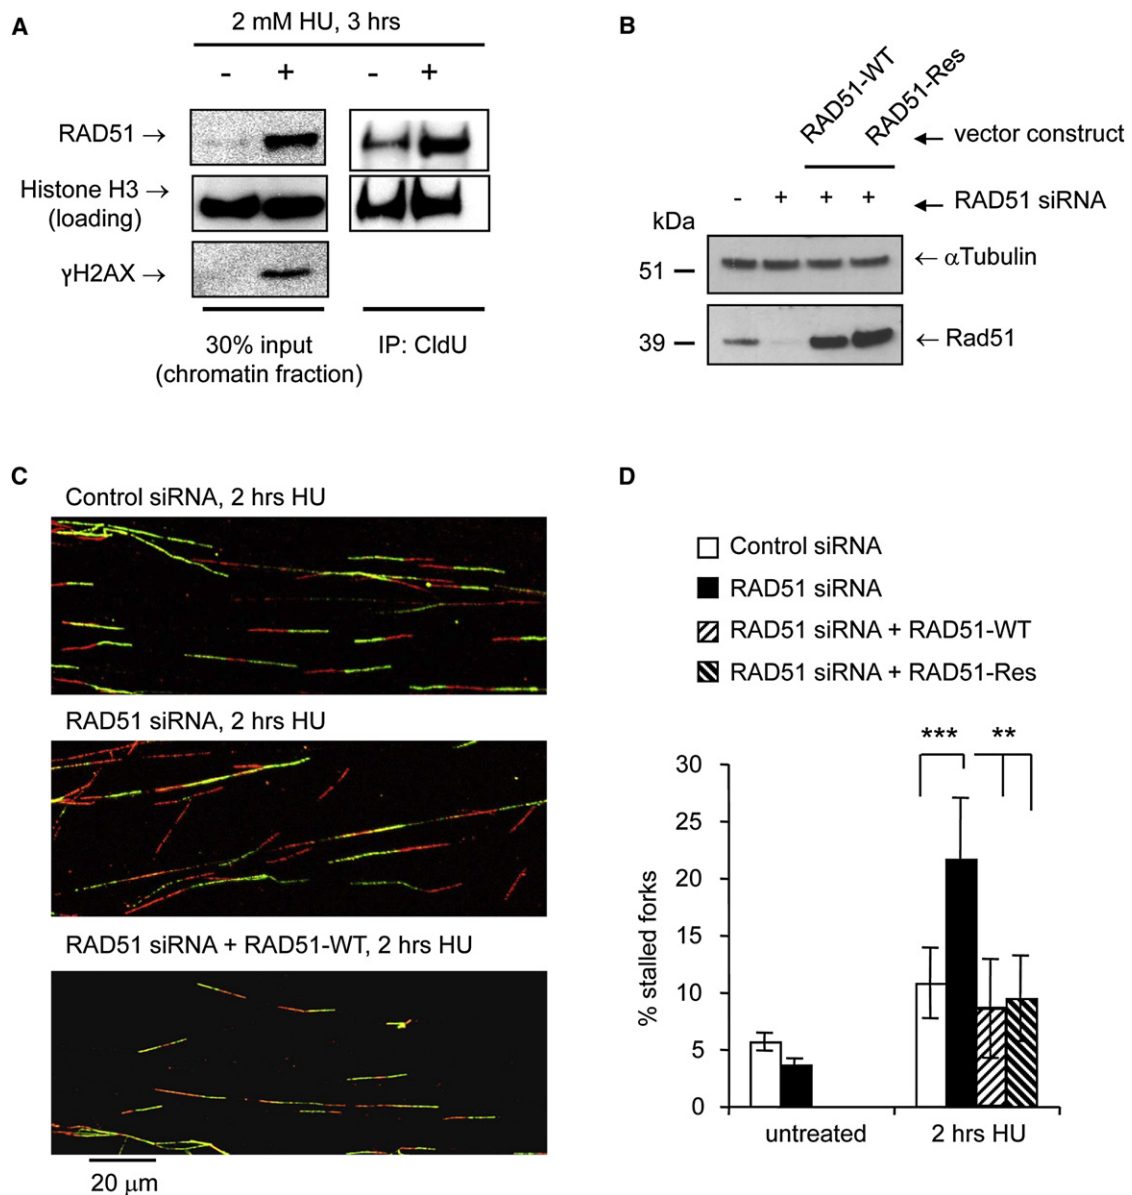 A
2 mM HU, 3 hrs
- + - +
RAD51 →
Histone H3 →
(loading)
γH2AX →
30% input
(chromatin fraction)
IP: CldU
B
RAD51-WT
RAD51-Res
← vector construct
- + + + ← RAD51 siRNA
kDa
51 ← αTubulin
39 ← Rad51
C
Control siRNA, 2 hrs HU
RAD51 siRNA, 2 hrs HU
RAD51 siRNA + RAD51-WT, 2 hrs HU
20 μm
D
Control siRNA
RAD51 siRNA
RAD51 siRNA + RAD51-WT
RAD51 siRNA + RAD51-Res
*** **
% stalled forks
30
25
20
15
10
5
0
untreated 2 hrs HU